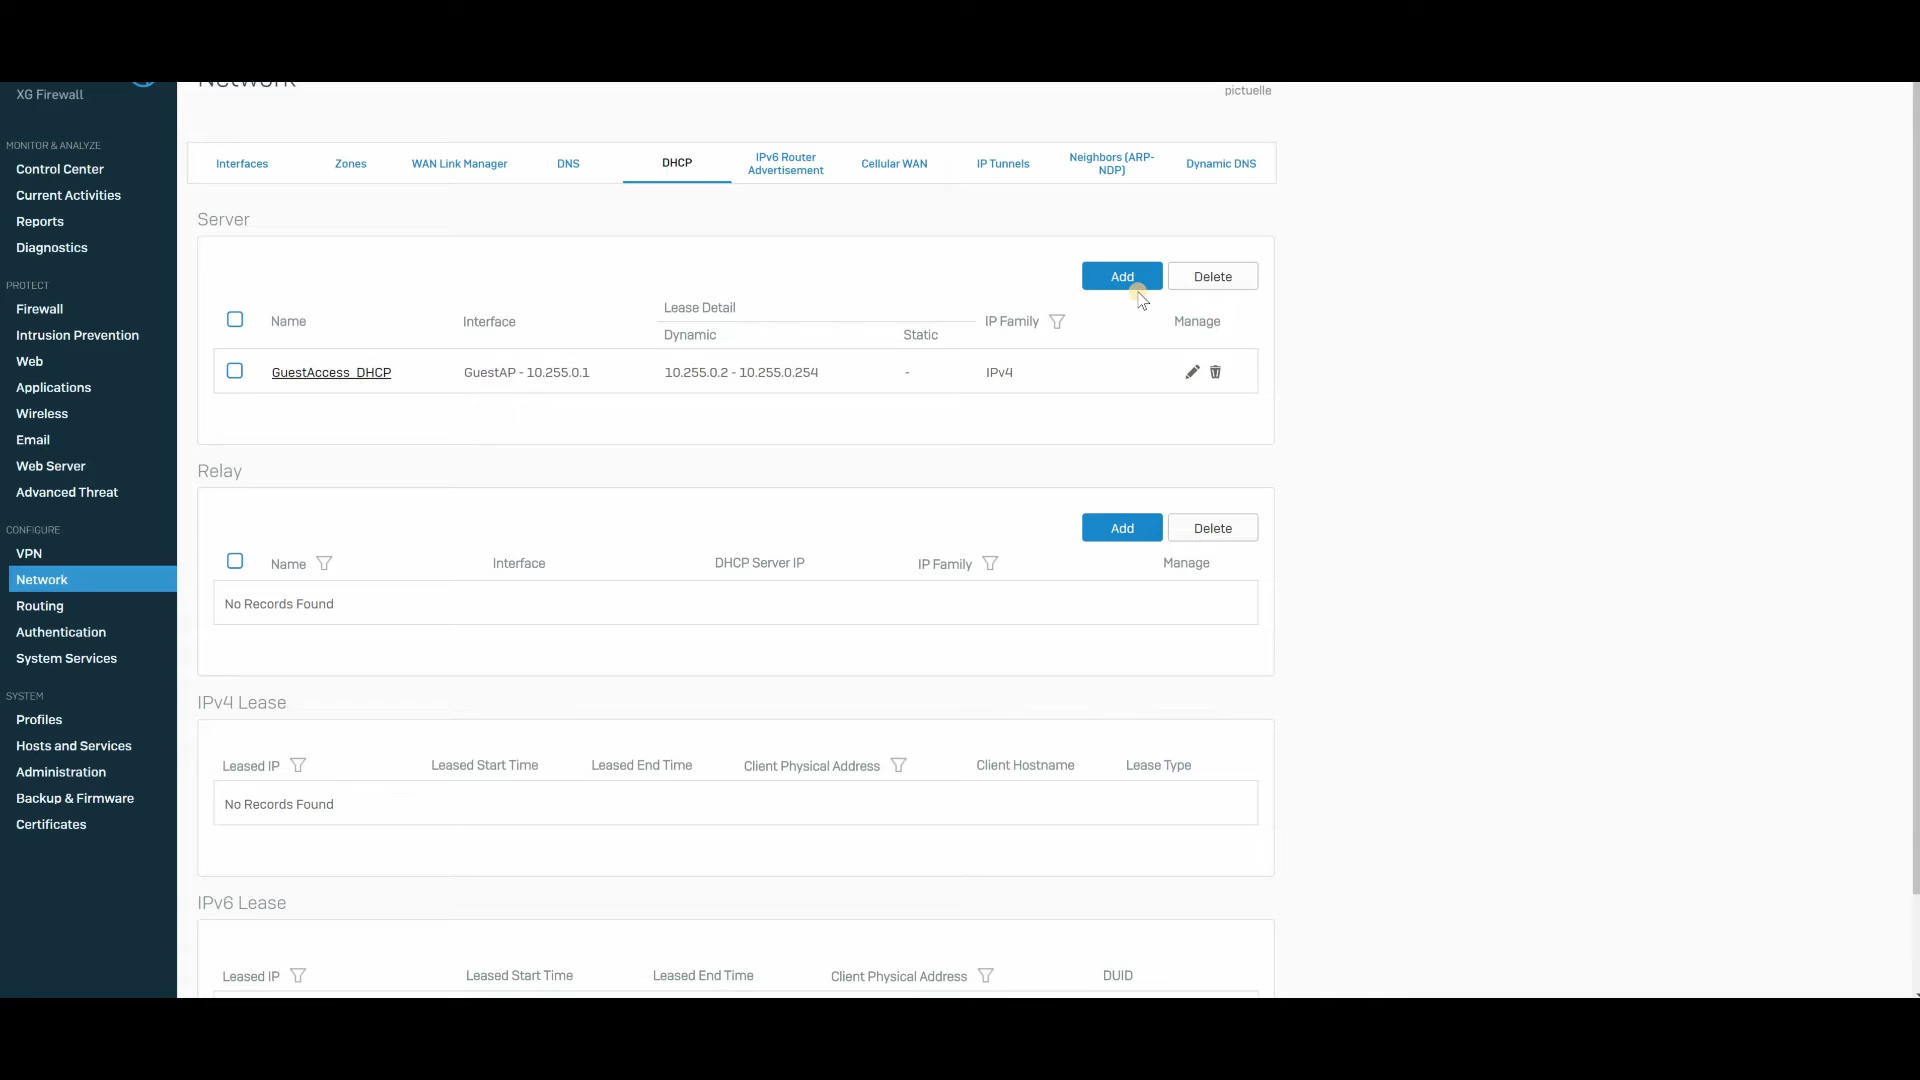 Network
XG Firewall
pictuelle
MONITOR & ANALYZE
Control Center
Current Activities
Reports
Diagnostics
PROTECT
Firewall
Intrusion Prevention
Web
Applications
Wireless
Email
Web Server
Advanced Threat
CONFIGURE
VPN
Network
Routing
Authentication
System Services
SYSTEM
Profiles
Hosts and Services
Administration
Backup & Firmware
Certificates
Interfaces Zones WAN Link Manager DNS DHCP IPv6 Router Advertisement Cellular WAN IP Tunnels Neighbors (ARP-NDP) Dynamic DNS
Server
Add Delete
Name Interface Lease Detail IP Family Manage
Dynamic Static
GuestAccess_DHCP GuestAP - 10.255.0.1 10.255.0.2 - 10.255.0.254 - IPv4
Relay
Add Delete
Name Interface DHCP Server IP IP Family Manage
No Records Found
IPv4 Lease
Leased IP Leased Start Time Leased End Time Client Physical Address Client Hostname Lease Type
No Records Found
IPv6 Lease
Leased IP Leased Start Time Leased End Time Client Physical Address DUID